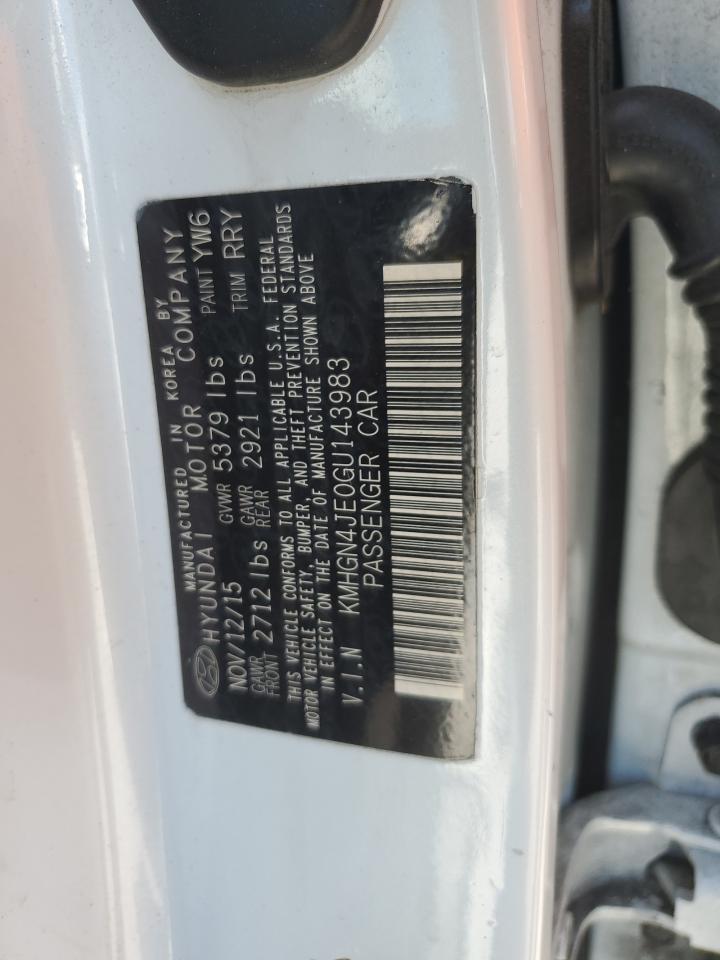 MANUFACTURED IN KOREA BY
HYUNDAI MOTOR COMPANY
NOV/12/15 GVWR 5379 lbs PAINT YW6
GAWR FRONT 2712 lbs GAWR REAR 2921 lbs TRIM RRY
THIS VEHICLE CONFORMS TO ALL APPLICABLE U.S.A. FEDERAL
MOTOR VEHICLE SAFETY, BUMPER, AND THEFT PREVENTION STANDARDS
IN EFFECT ON THE DATE OF MANUFACTURE SHOWN ABOVE
V.I.N KMHGN4JE0GU143983
PASSENGER CAR